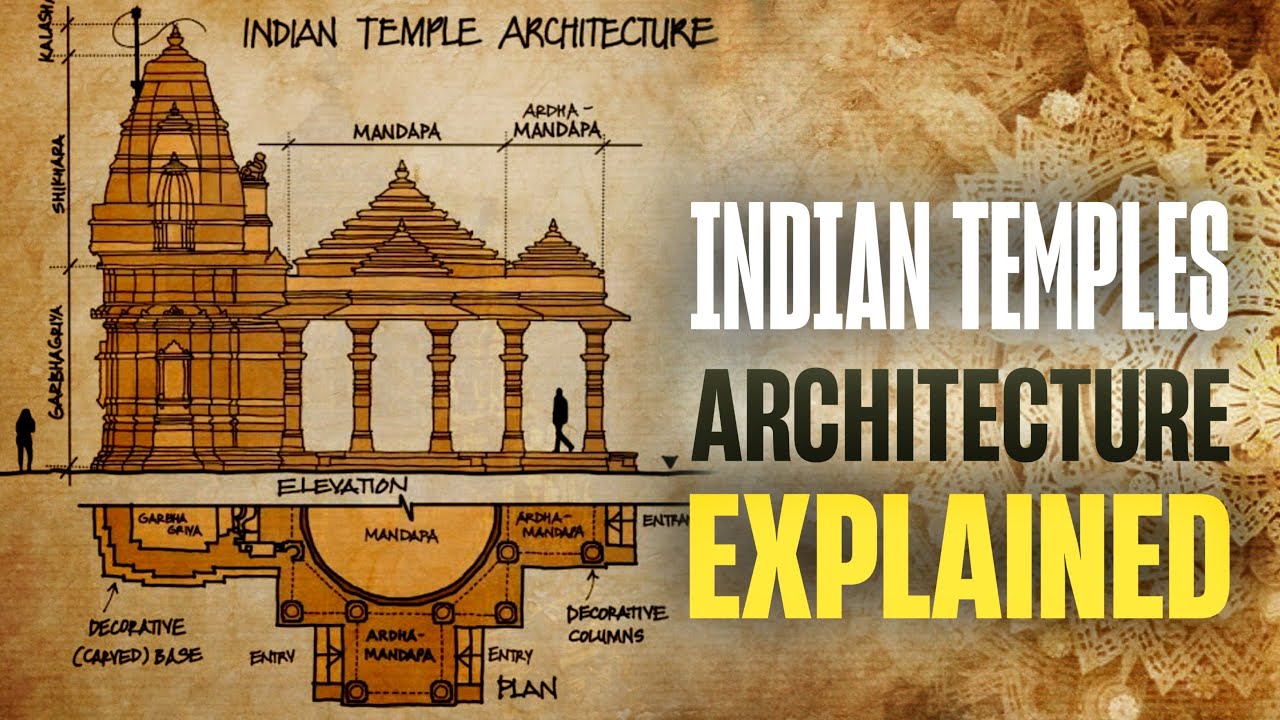 INDIAN TEMPLE ARCHITECTURE
KALASHA
SHIKHARA
GARBHAGRIYA
MANDAPA
ARDHA-
MANDAPA
ELEVATION
GARBHA
GRIYA
MANDAPA
ARDHA-
MANDAPA
DECORATIVE
(CARVED) BASE
ENTRY
ARDHA-
MANDAPA
ENTRY
DECORATIVE
COLUMNS
PLAN
INDIAN TEMPLES
ARCHITECTURE
EXPLAINED